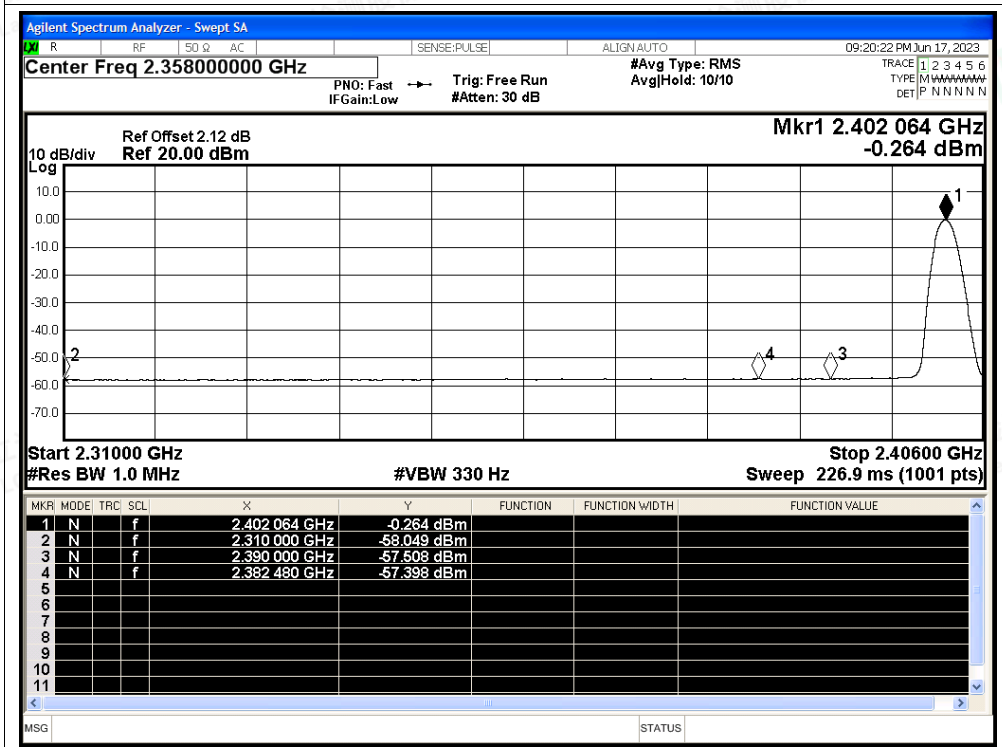 Agilent Spectrum Analyzer - Swept SA
LXI R RF 50 Ω AC SENSE:PULSE ALIGN AUTO 09:20:22 PM Jun 17, 2023
Center Freq 2.358000000 GHz
PNO: Fast
IFGain:Low
Trig: Free Run
#Atten: 30 dB
#Avg Type: RMS
Avg|Hold: 10/10
TRACE 1 2 3 4 5 6
TYPE M W W W W W
DET P N N N N N
Ref Offset 2.12 dB
10 dB/div Ref 20.00 dBm
Log
Mkr1 2.402 064 GHz
-0.264 dBm
10.0
0.00
-10.0
-20.0
-30.0
-40.0
-50.0
-60.0
-70.0
1
2
4
3
Start 2.31000 GHz Stop 2.40600 GHz
#Res BW 1.0 MHz #VBW 330 Hz Sweep 226.9 ms (1001 pts)
MKR MODE TRC SCL X Y FUNCTION FUNCTION WIDTH FUNCTION VALUE
1 N f 2.402 064 GHz -0.264 dBm
2 N f 2.310 000 GHz -58.049 dBm
3 N f 2.390 000 GHz -57.508 dBm
4 N f 2.382 480 GHz -57.398 dBm
5
6
7
8
9
10
11
MSG STATUS